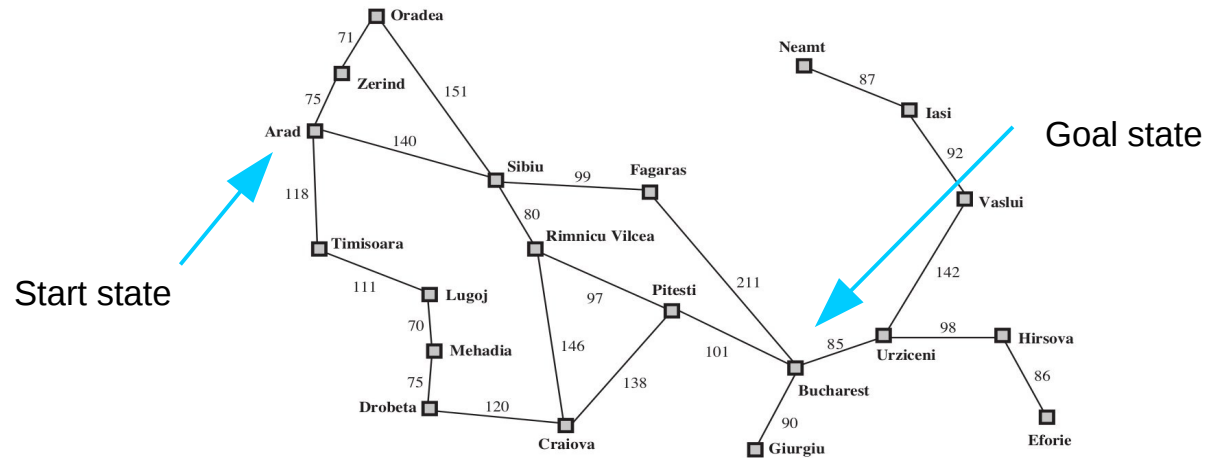 Oradea
71
Neamt
87
Zerind
75
151
Iasi
Arad
140
92
Goal state
Sibiu
99
Fagaras
118
Vaslui
80
Timisoara
Rimnicu Vilcea
142
Start state
111
Lugoj
97
Pitesti
70
98
Hirsova
Mehadia
146
101
85
Urziceni
138
86
75
Bucharest
Drobeta
120
90
Craiova
Giurgiu
Eforie